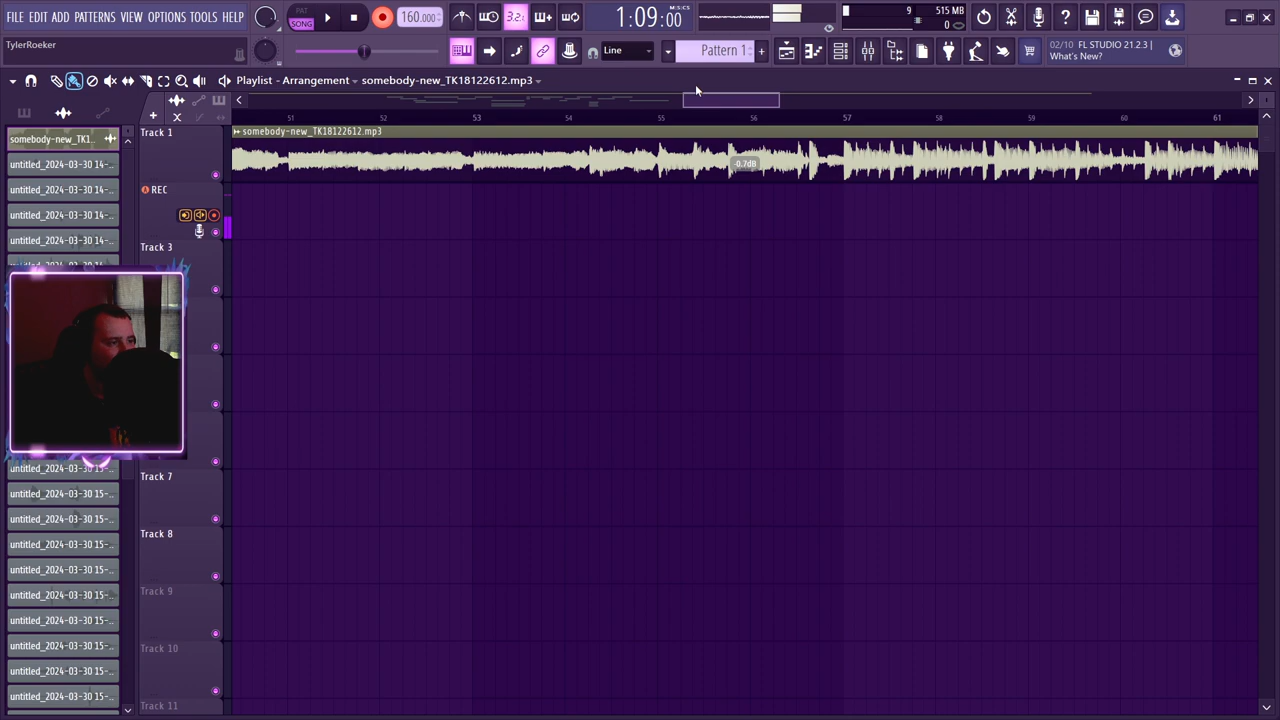 FILE EDIT ADD PATTERNS VIEW OPTIONS TOOLS HELP
PAT
SONG
160.000
3.2.
1:09:00
M:S:CS
9
515 MB
0
TylerRoeker
Line
Pattern 1
02/10 FL STUDIO 21.2.3
What's New?
Playlist - Arrangement
somebody-new_TK18122612.mp3
51
52
53
54
55
56
57
58
59
60
61
somebody-new_TK1..
somebody-new_TK18122612.mp3
-0.7dB
untitled_2024-03-30 14-..
untitled_2024-03-30 14-..
untitled_2024-03-30 14-..
untitled_2024-03-30 14-..
untitled_2024-03-30 15-..
untitled_2024-03-30 15-..
untitled_2024-03-30 15-..
untitled_2024-03-30 15-..
untitled_2024-03-30 15-..
untitled_2024-03-30 15-..
untitled_2024-03-30 15-..
untitled_2024-03-30 15-..
untitled_2024-03-30 15-..
untitled_2024-03-30 15-..
Track 1
REC
Track 3
Track 7
Track 8
Track 9
Track 10
Track 11